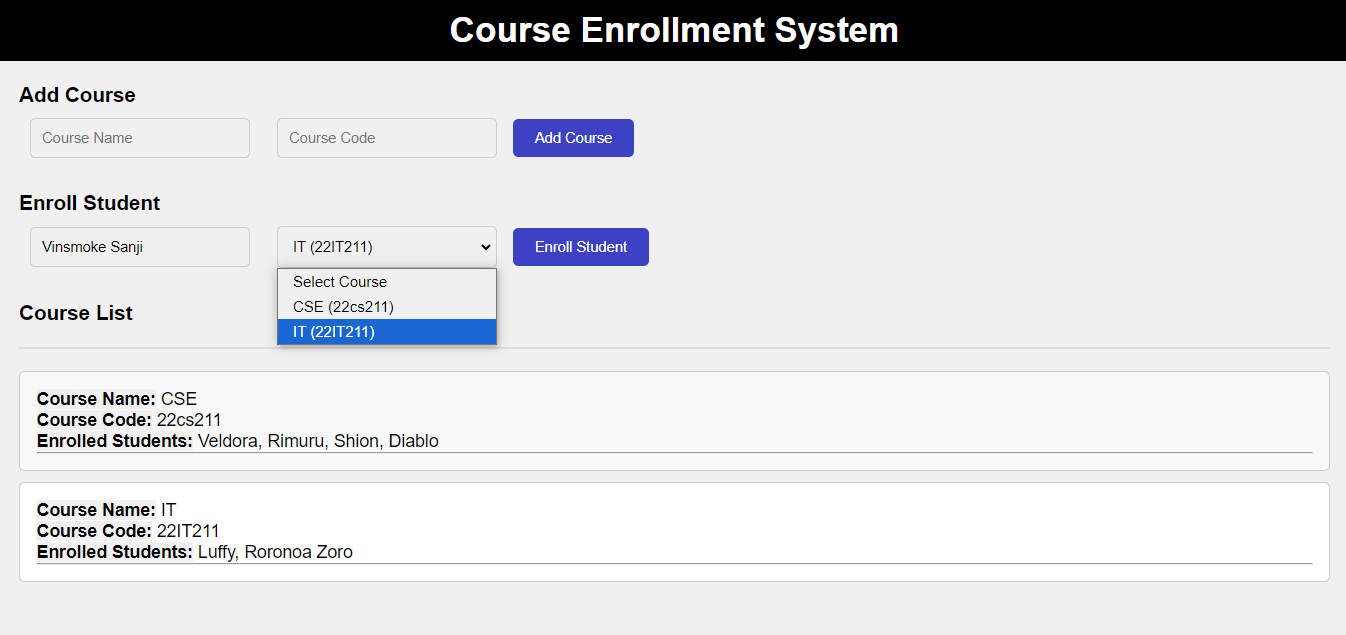 Course Enrollment System
Add Course
Course Name
Course Code
Add Course
Enroll Student
Vinsmoke Sanji
IT (22IT211)
Enroll Student
Select Course
CSE (22cs211)
IT (22IT211)
Course List
Course Name: CSE
Course Code: 22cs211
Enrolled Students: Veldora, Rimuru, Shion, Diablo
Course Name: IT
Course Code: 22IT211
Enrolled Students: Luffy, Roronoa Zoro